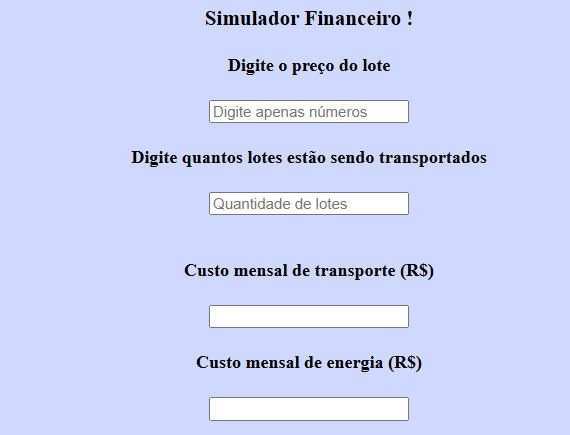 Simulador Financeiro !
Digite o preço do lote
Digite apenas números
Digite quantos lotes estão sendo transportados
Quantidade de lotes
Custo mensal de transporte (R$)
Custo mensal de energia (R$)